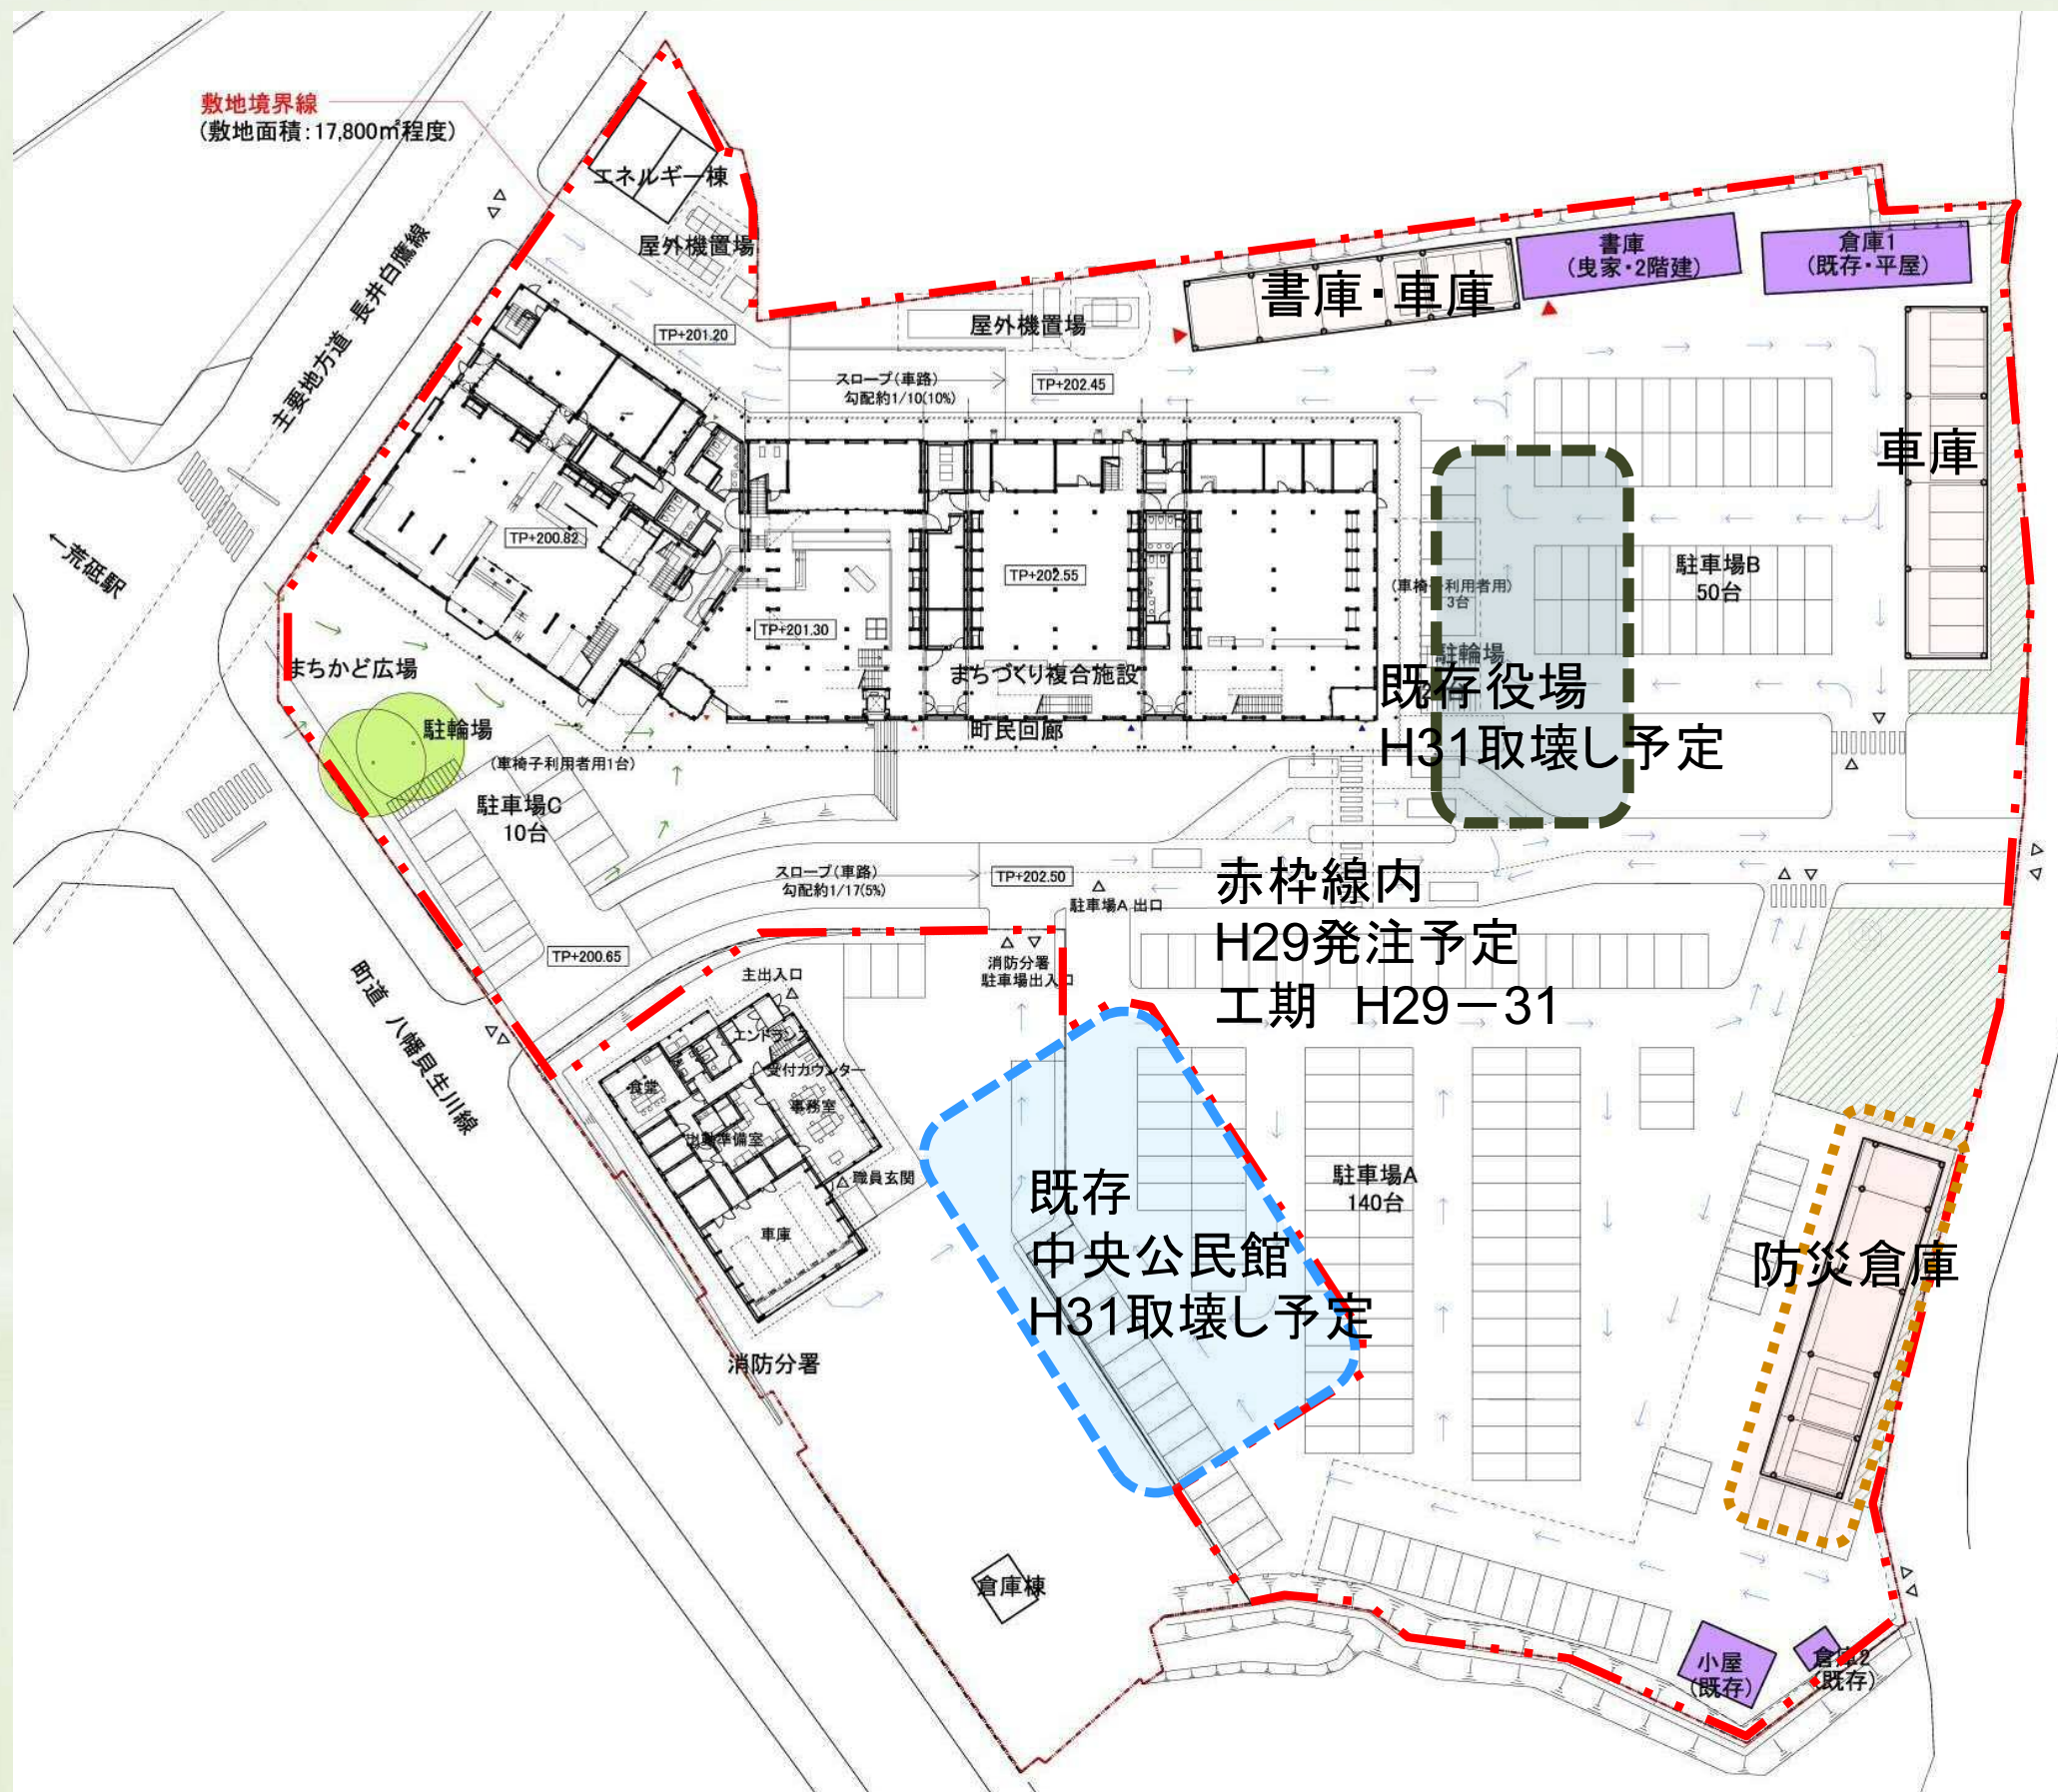 敷地境界線
(敷地面積：17,800㎡程度)
エネルギー棟
屋外機置場
主要地方道　長井白鷹線
←荒砥駅
TP+201.20
屋外機置場
書庫・車庫
書庫
(曳家・2階建)
倉庫1
(既存・平屋)
スロープ(車路)
勾配約1/10(10%)
TP+202.45
車庫
TP+200.82
TP+202.55
TP+201.30
(車椅子利用者用)
3台
駐車場B
50台
駐輪場
まちかど広場
まちづくり複合施設
町民回廊
既存役場
H31取壊し予定
駐輪場
(車椅子利用者用1台)
駐車場C
10台
スロープ(車路)
勾配約1/17(5%)
TP+202.50
駐車場A 出口
赤枠線内
H29発注予定
工期　H29－31
TP+200.65
町道　八幡貝生川線
主出入口
消防分署
駐車場出入口
エントランス
受付カウンター
食堂
事務室
出動準備室
職員玄関
車庫
消防分署
既存
中央公民館
H31取壊し予定
駐車場A
140台
防災倉庫
倉庫棟
小屋
(既存)
倉庫2
(既存)